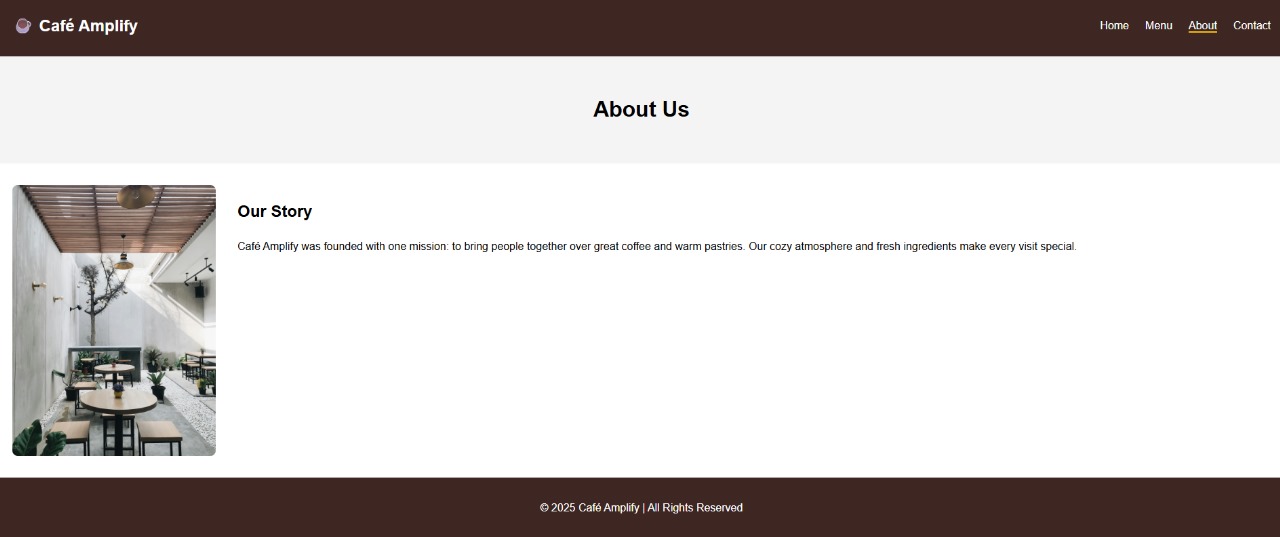 Café Amplify
Home Menu About Contact
About Us
Our Story
Café Amplify was founded with one mission: to bring people together over great coffee and warm pastries. Our cozy atmosphere and fresh ingredients make every visit special.
© 2025 Café Amplify | All Rights Reserved